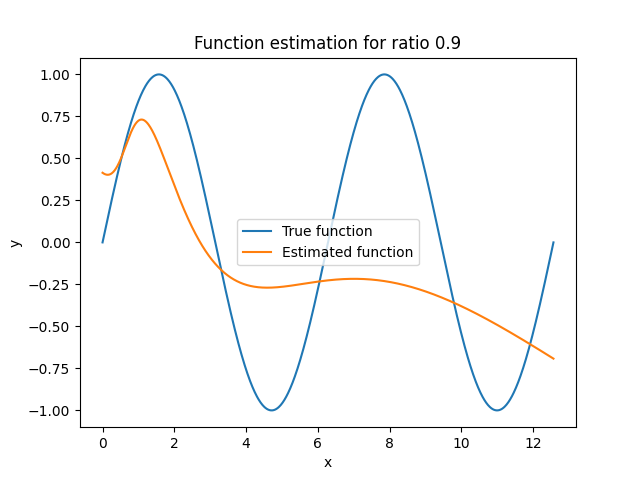 Function estimation for ratio 0.9
1.00
0.75
0.50
0.25
0.00
−0.25
−0.50
−0.75
−1.00
y
True function
Estimated function
0 2 4 6 8 10 12
x